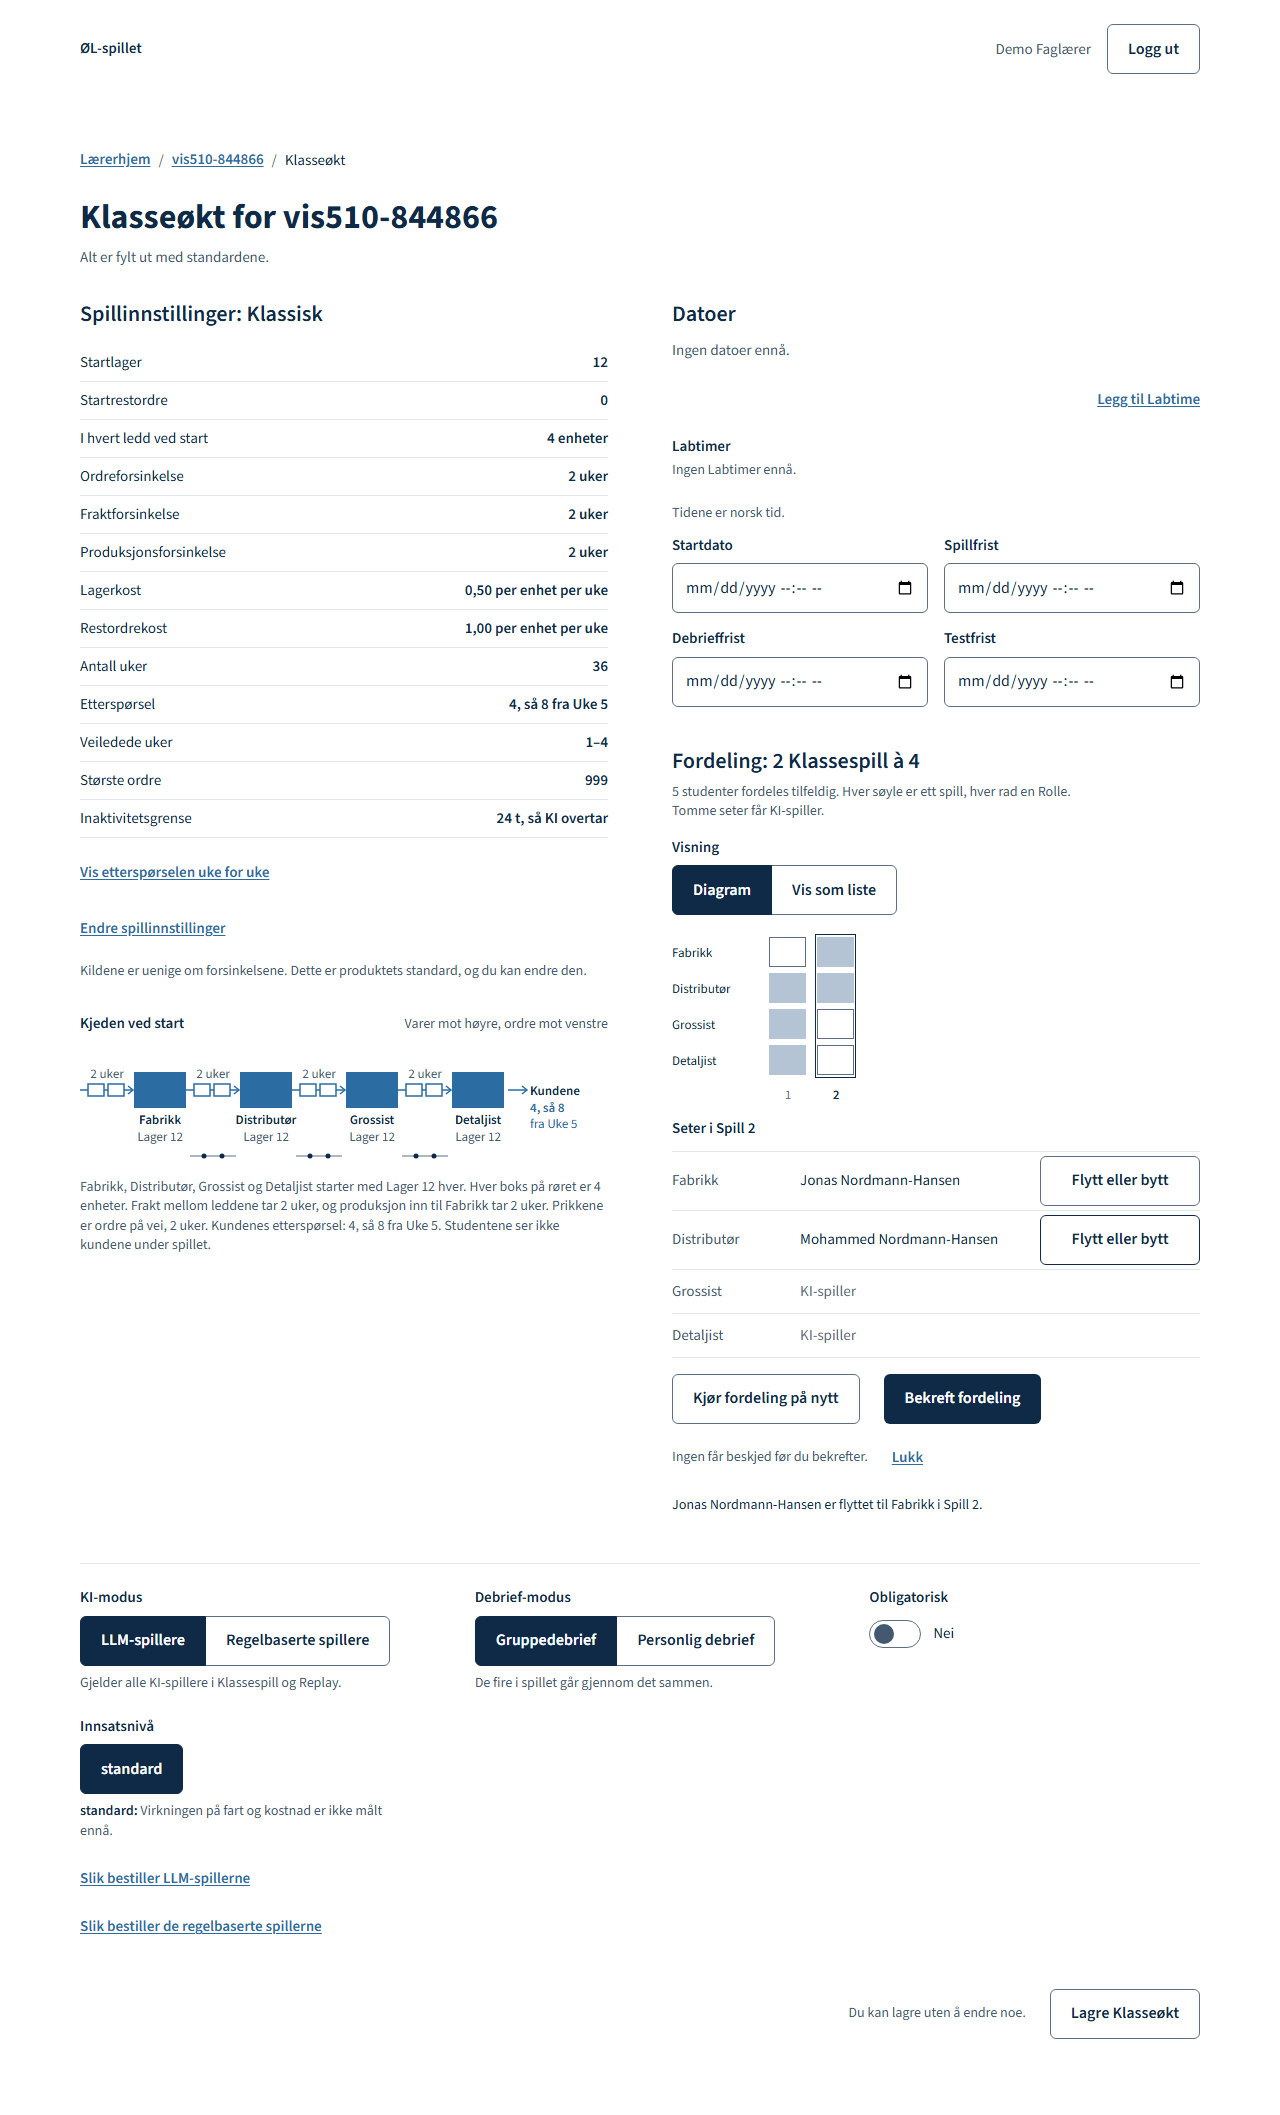 ØL-spillet
Demo Faglærer
Logg ut
Lærerhjem / vis510-844866 / Klasseøkt
Klasseøkt for vis510-844866
Alt er fylt ut med standardene.
Spillinnstillinger: Klassisk
Startlager 12
Startrestordre 0
I hvert ledd ved start 4 enheter
Ordreforsinkelse 2 uker
Fraktforsinkelse 2 uker
Produksjonsforsinkelse 2 uker
Lagerkost 0,50 per enhet per uke
Restordrekost 1,00 per enhet per uke
Antall uker 36
Etterspørsel 4, så 8 fra Uke 5
Veiledede uker 1–4
Største ordre 999
Inaktivitetsgrense 24 t, så KI overtar
Vis etterspørselen uke for uke
Endre spillinnstillinger
Kildene er uenige om forsinkelsene. Dette er produktets standard, og du kan endre den.
Kjeden ved start Varer mot høyre, ordre mot venstre
2 uker 2 uker 2 uker 2 uker
Kundene
4, så 8
fra Uke 5
Fabrikk Distributør Grossist Detaljist
Lager 12 Lager 12 Lager 12 Lager 12
Fabrikk, Distributør, Grossist og Detaljist starter med Lager 12 hver. Hver boks på røret er 4
enheter. Frakt mellom leddene tar 2 uker, og produksjon inn til Fabrikk tar 2 uker. Prikkene
er ordre på vei, 2 uker. Kundenes etterspørsel: 4, så 8 fra Uke 5. Studentene ser ikke
kundene under spillet.
Datoer
Ingen datoer ennå.
Legg til Labtime
Labtimer
Ingen Labtimer ennå.
Tidene er norsk tid.
Startdato Spillfrist
mm/dd/yyyy --:-- -- mm/dd/yyyy --:-- --
Debrieffrist Testfrist
mm/dd/yyyy --:-- -- mm/dd/yyyy --:-- --
Fordeling: 2 Klassespill à 4
5 studenter fordeles tilfeldig. Hver søyle er ett spill, hver rad en Rolle.
Tomme seter får KI-spiller.
Visning
Diagram Vis som liste
Fabrikk
Distributør
Grossist
Detaljist
1 2
Seter i Spill 2
Fabrikk Jonas Nordmann-Hansen Flytt eller bytt
Distributør Mohammed Nordmann-Hansen Flytt eller bytt
Grossist KI-spiller
Detaljist KI-spiller
Kjør fordeling på nytt Bekreft fordeling
Ingen får beskjed før du bekrefter. Lukk
Jonas Nordmann-Hansen er flyttet til Fabrikk i Spill 2.
KI-modus
LLM-spillere Regelbaserte spillere
Gjelder alle KI-spillere i Klassespill og Replay.
Debrief-modus
Gruppedebrief Personlig debrief
De fire i spillet går gjennom det sammen.
Obligatorisk
Nei
Innsatsnivå
standard
standard: Virkningen på fart og kostnad er ikke målt
ennå.
Slik bestiller LLM-spillerne
Slik bestiller de regelbaserte spillerne
Du kan lagre uten å endre noe. Lagre Klasseøkt